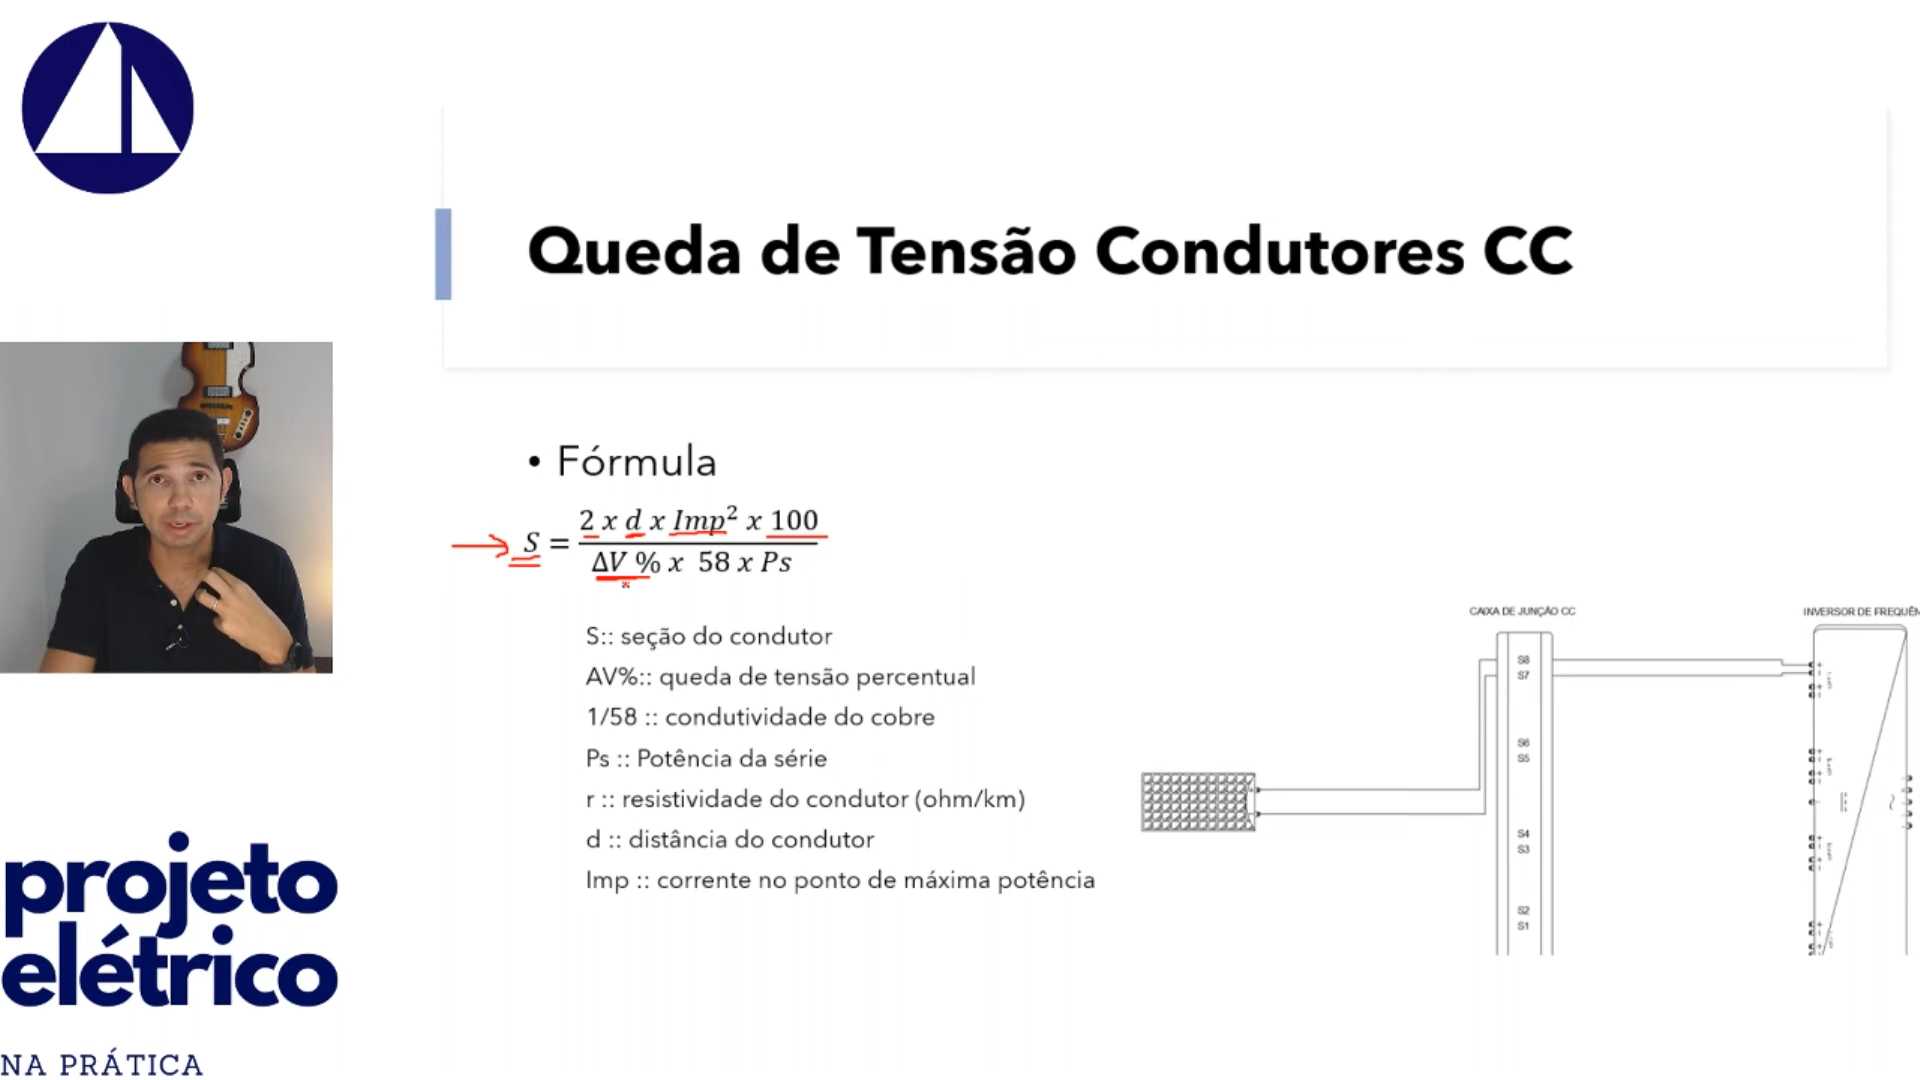 Queda de Tensão Condutores CC
• Fórmula
S = 2 x d x Imp² x 100 / ΔV % x 58 x Ps
S:: seção do condutor
AV%:: queda de tensão percentual
1/58 :: condutividade do cobre
Ps :: Potência da série
r :: resistividade do condutor (ohm/km)
d :: distância do condutor
Imp :: corrente no ponto de máxima potência
CAIXA DE JUNÇÃO CC
INVERSOR DE FREQUÊN
S8
S7
S6
S5
S4
S3
S2
S1
projeto
elétrico
NA PRÁTICA